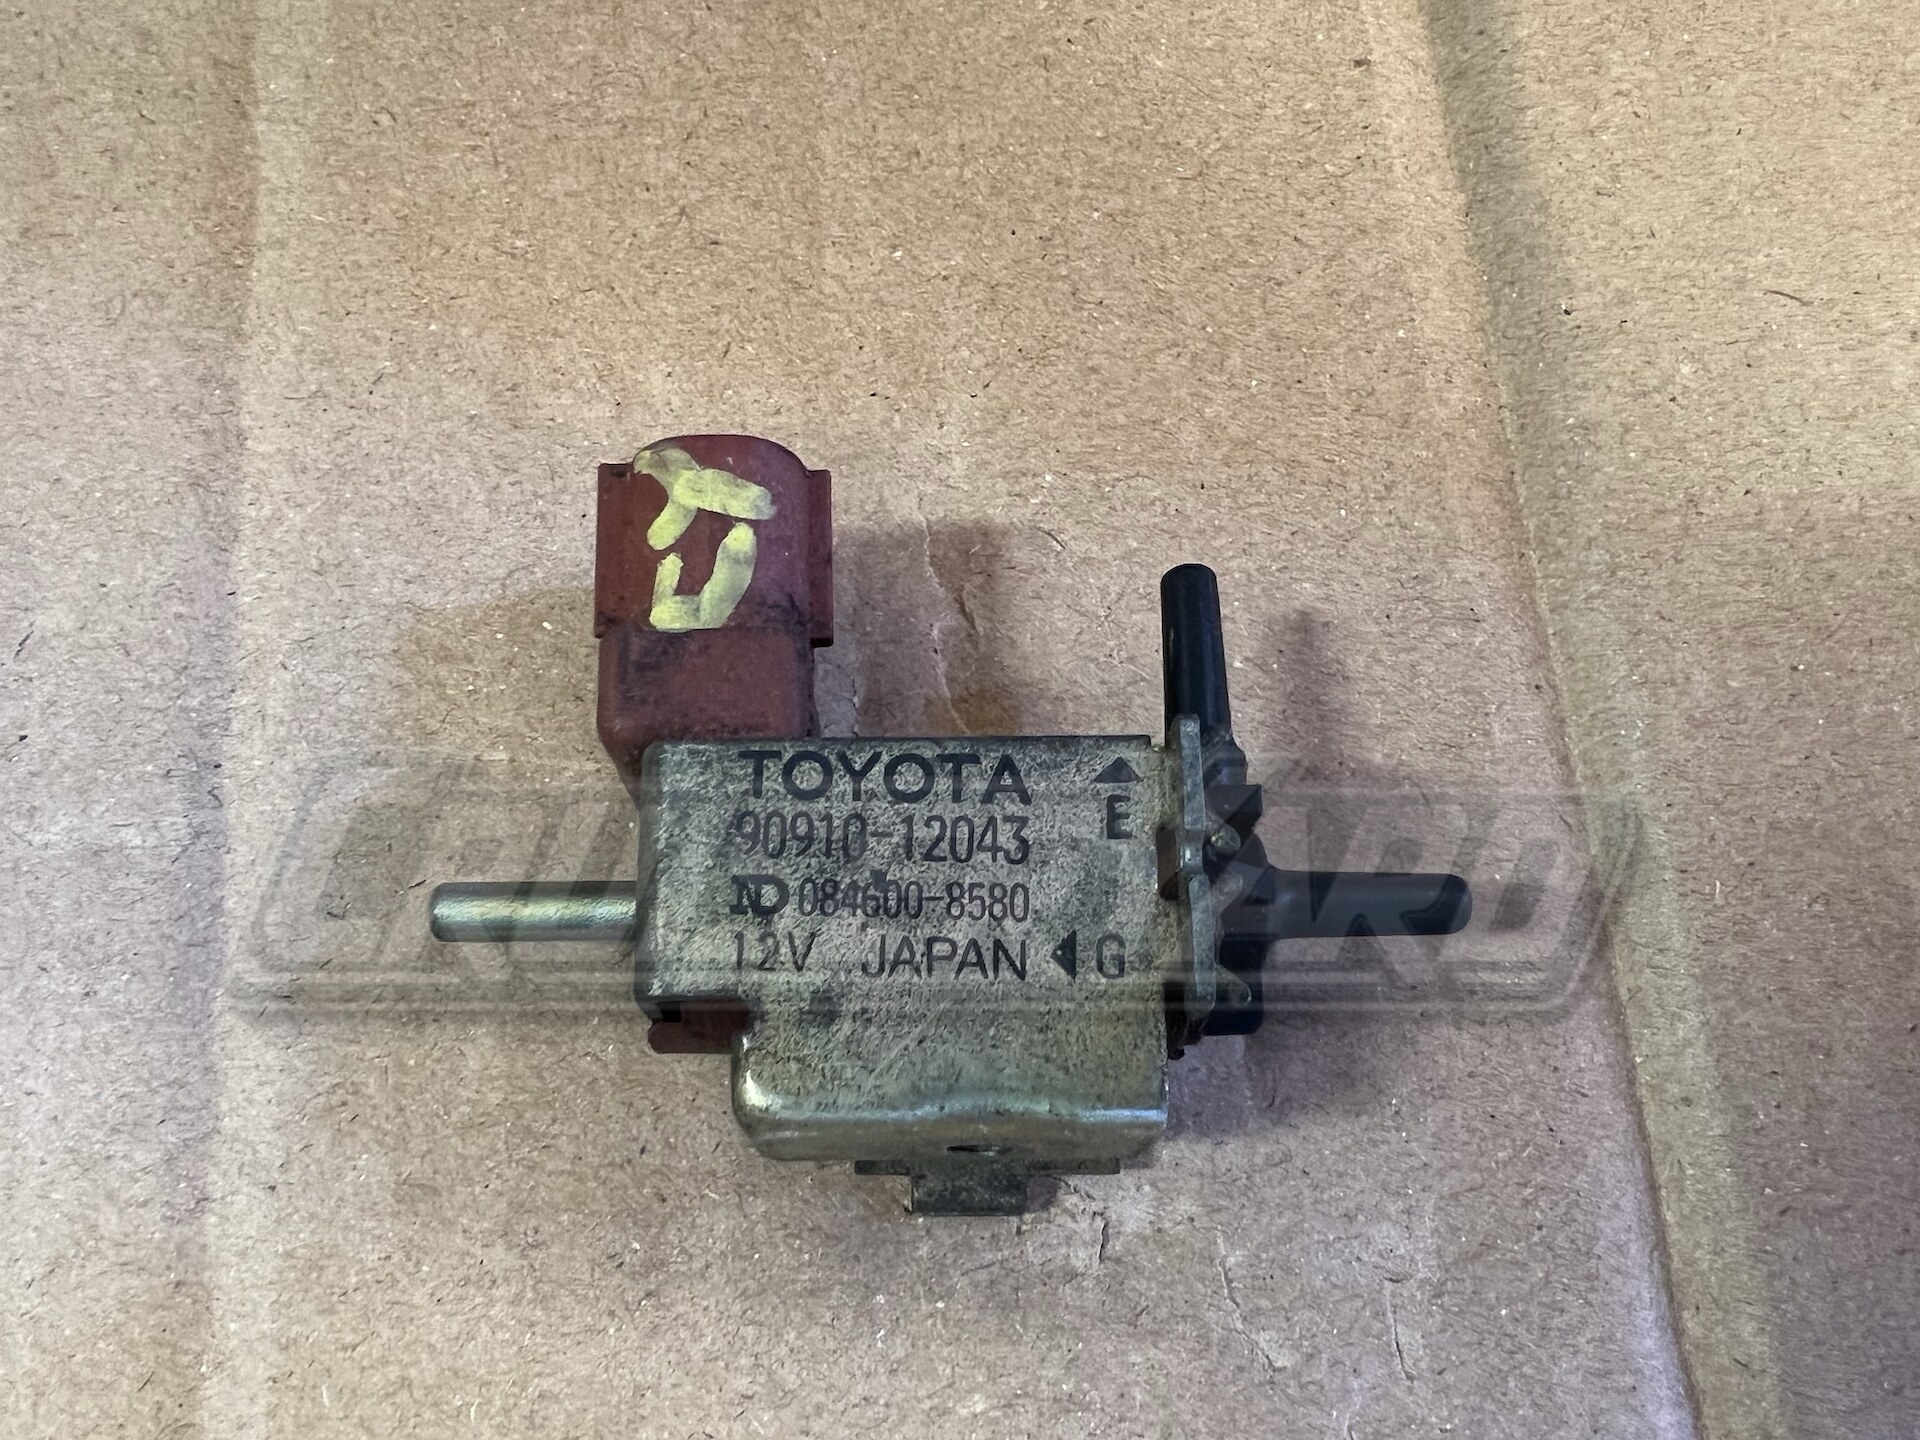 TOYOTA
E
90910-12043
ND 084600-8580
12V JAPAN ◀G